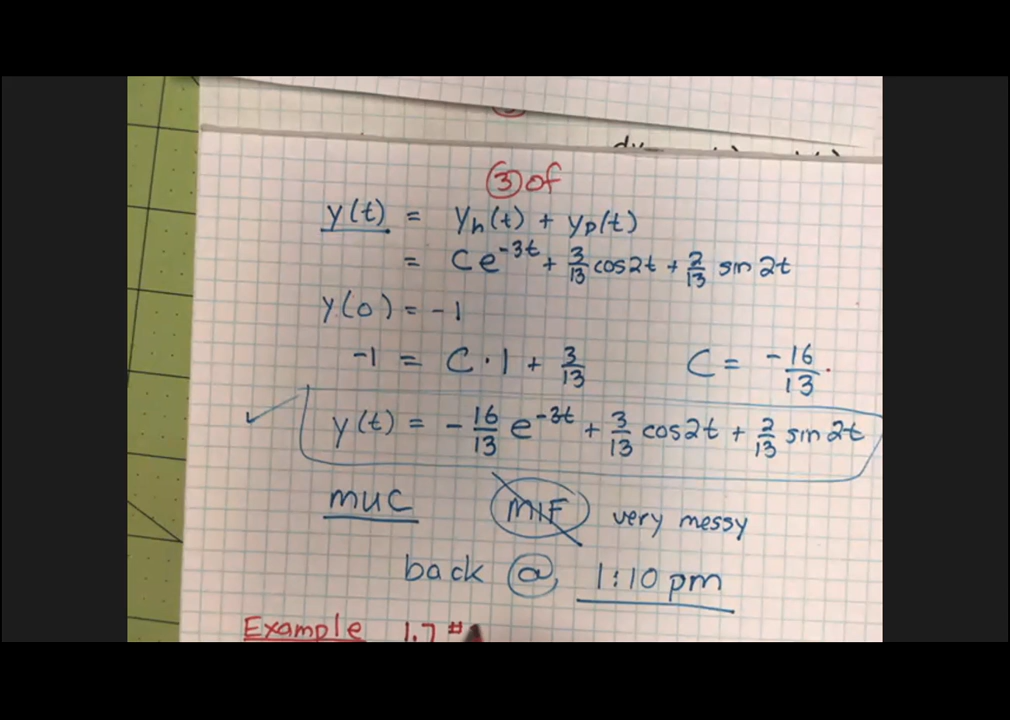 ③ of
y(t) = yh(t) + yp(t)
= Ce^-3t + 3/13 cos2t + 2/13 sin 2t
y(0) = -1
-1 = C · 1 + 3/13 C = -16/13 .
y(t) = - 16/13 e^-3t + 3/13 cos2t + 2/13 sin 2t
MUC MIF very messy
back @ 1:10 pm
Example 1.7 #